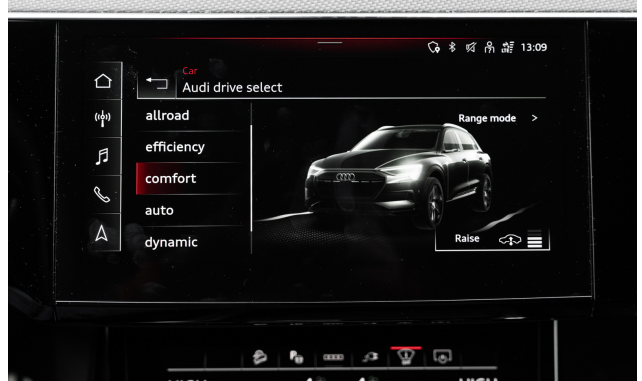 13:09
Car
Audi drive select
allroad
Range mode >
efficiency
comfort
auto
Raise
dynamic